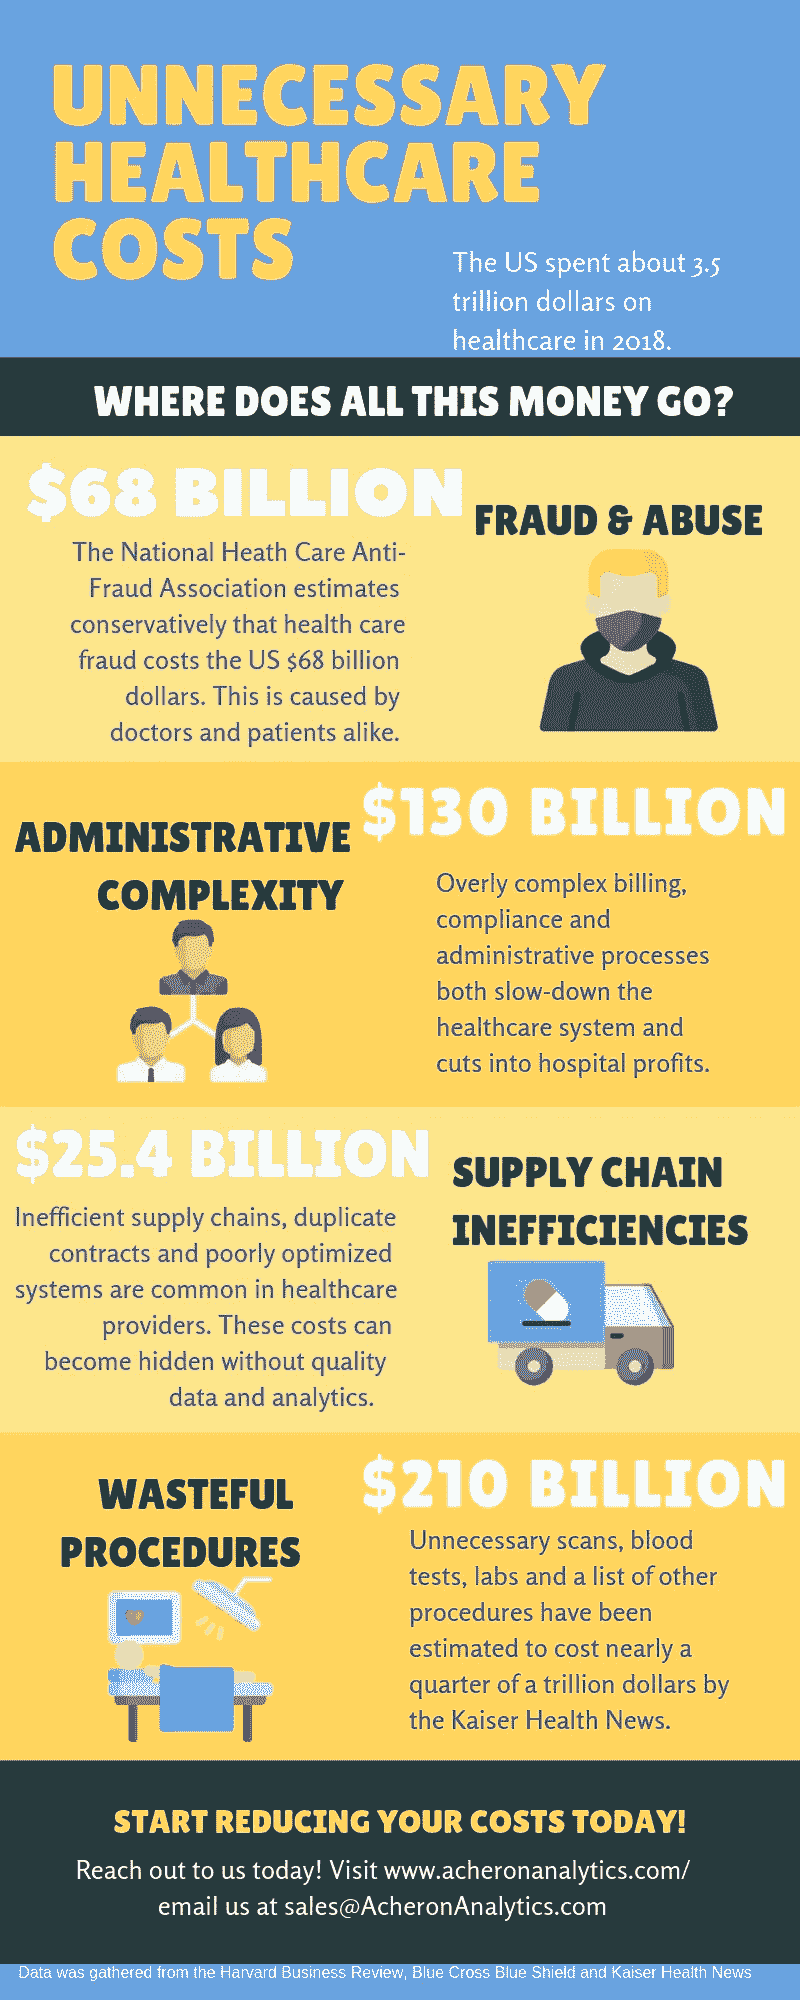 UNNECESSARY
HEALTHCARE
COSTS
The US spent about 3.5
trillion dollars on
healthcare in 2018.
WHERE DOES ALL THIS MONEY GO?
$68 BILLION
FRAUD & ABUSE
The National Heath Care Anti-
Fraud Association estimates
conservatively that health care
fraud costs the US $68 billion
dollars. This is caused by
doctors and patients alike.
$130 BILLION
ADMINISTRATIVE
COMPLEXITY
Overly complex billing,
compliance and
administrative processes
both slow-down the
healthcare system and
cuts into hospital profits.
$25.4 BILLION
SUPPLY CHAIN
INEFFICIENCIES
Inefficient supply chains, duplicate
contracts and poorly optimized
systems are common in healthcare
providers. These costs can
become hidden without quality
data and analytics.
$210 BILLION
WASTEFUL
PROCEDURES
Unnecessary scans, blood
tests, labs and a list of other
procedures have been
estimated to cost nearly a
quarter of a trillion dollars by
the Kaiser Health News.
START REDUCING YOUR COSTS TODAY!
Reach out to us today! Visit www.acheronanalytics.com/
email us at sales@AcheronAnalytics.com
Data was gathered from the Harvard Business Review, Blue Cross Blue Shield and Kaiser Health News